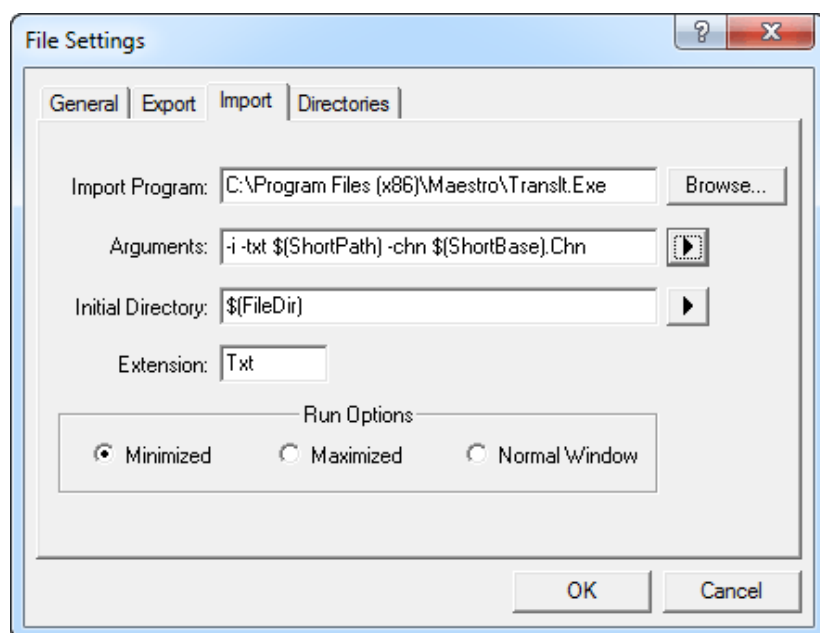 File Settings
General Export Import Directories
Import Program: C:\Program Files (x86)\Maestro\TransIt.Exe Browse...
Arguments: -i -txt $(ShortPath) -chn $(ShortBase).Chn
Initial Directory: $(FileDir)
Extension: Txt
Run Options
Minimized Maximized Normal Window
OK Cancel